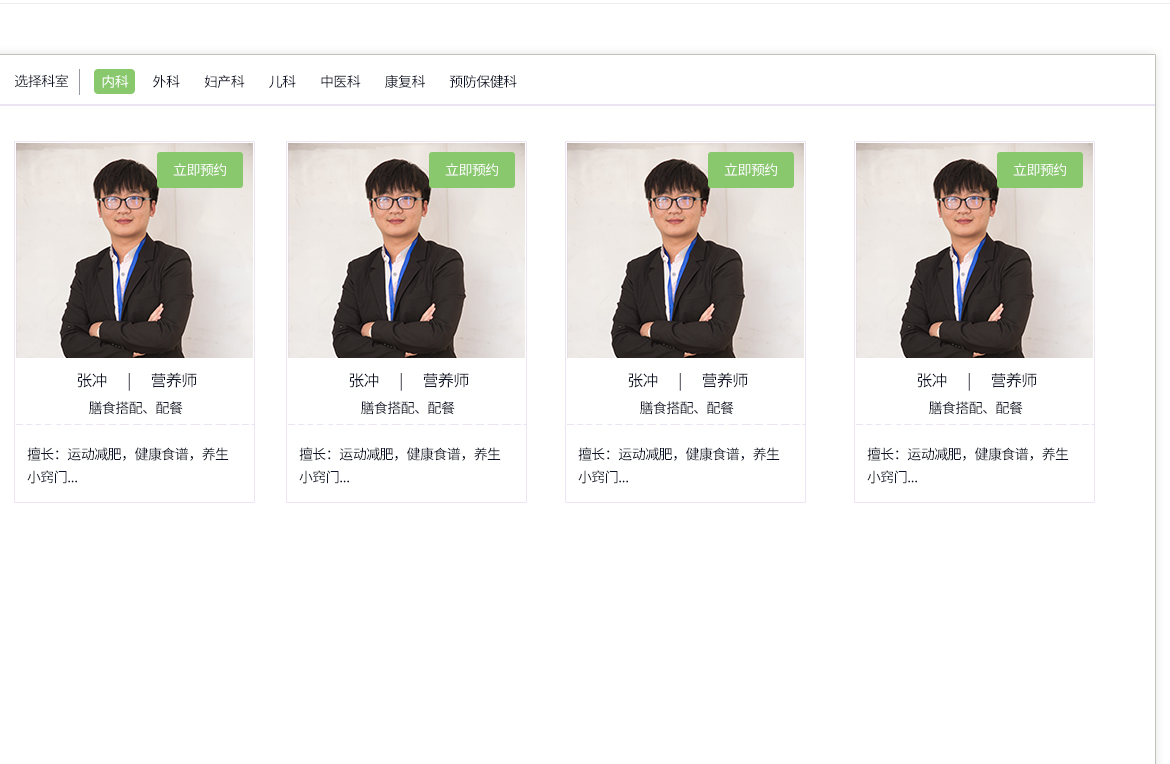 选择科室 内科 外科 妇产科 儿科 中医科 康复科 预防保健科
立即预约 立即预约 立即预约 立即预约
张冲 | 营养师 张冲 | 营养师 张冲 | 营养师 张冲 | 营养师
膳食搭配、配餐 膳食搭配、配餐 膳食搭配、配餐 膳食搭配、配餐
擅长：运动减肥，健康食谱，养生 擅长：运动减肥，健康食谱，养生 擅长：运动减肥，健康食谱，养生 擅长：运动减肥，健康食谱，养生
小窍门... 小窍门... 小窍门... 小窍门...